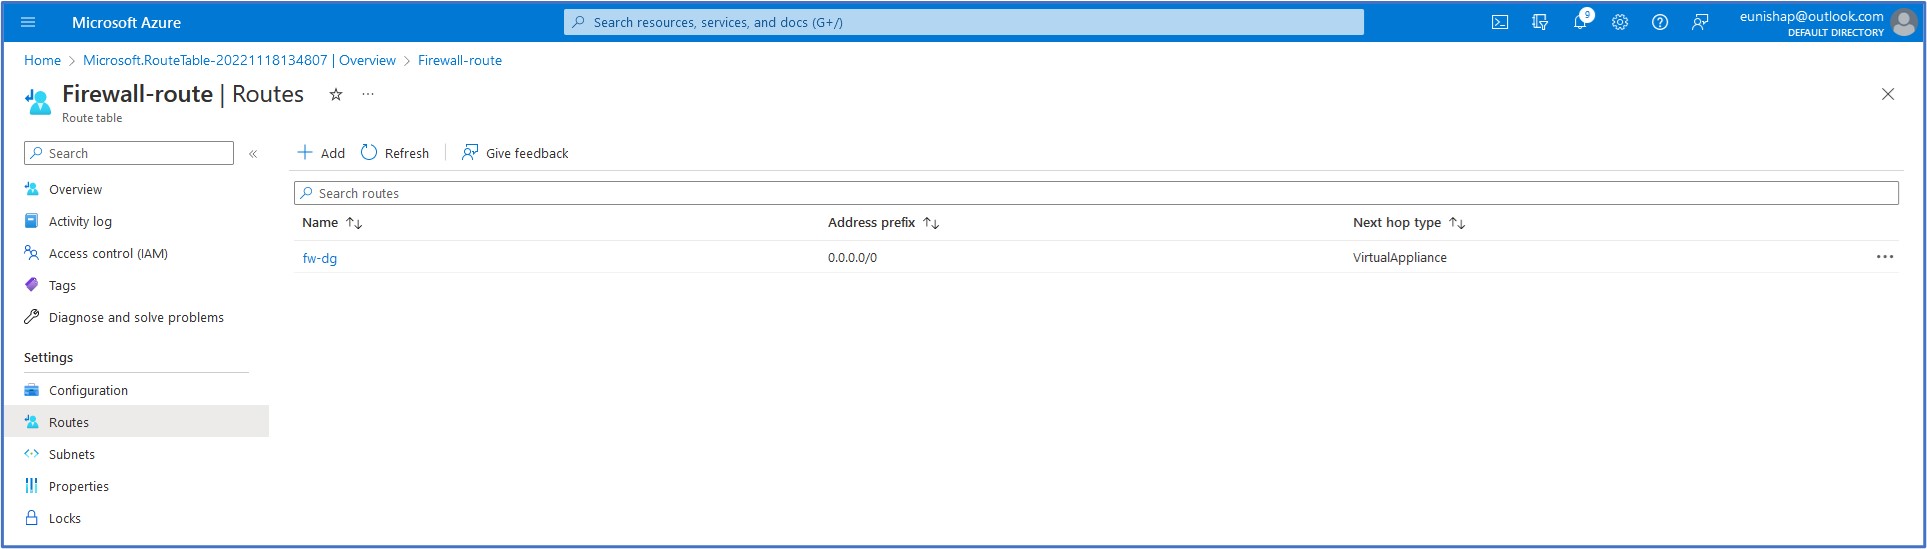 Microsoft Azure
Search resources, services, and docs (G+/)
9
eunishap@outlook.com
DEFAULT DIRECTORY
Home > Microsoft.RouteTable-20221118134807 | Overview > Firewall-route
Firewall-route | Routes
Route table
Search
«
Add
Refresh
Give feedback
Overview
Search routes
Activity log
Name
Address prefix
Next hop type
Access control (IAM)
fw-dg
0.0.0.0/0
VirtualAppliance
Tags
Diagnose and solve problems
Settings
Configuration
Routes
Subnets
Properties
Locks